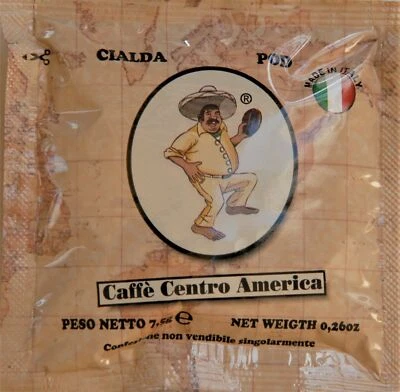 CIALDA POD
MADE IN ITALY
®
Caffè Centro America
PESO NETTO 7,5g ℮ NET WEIGTH 0,26oz
Confezione non vendibile singolarmente